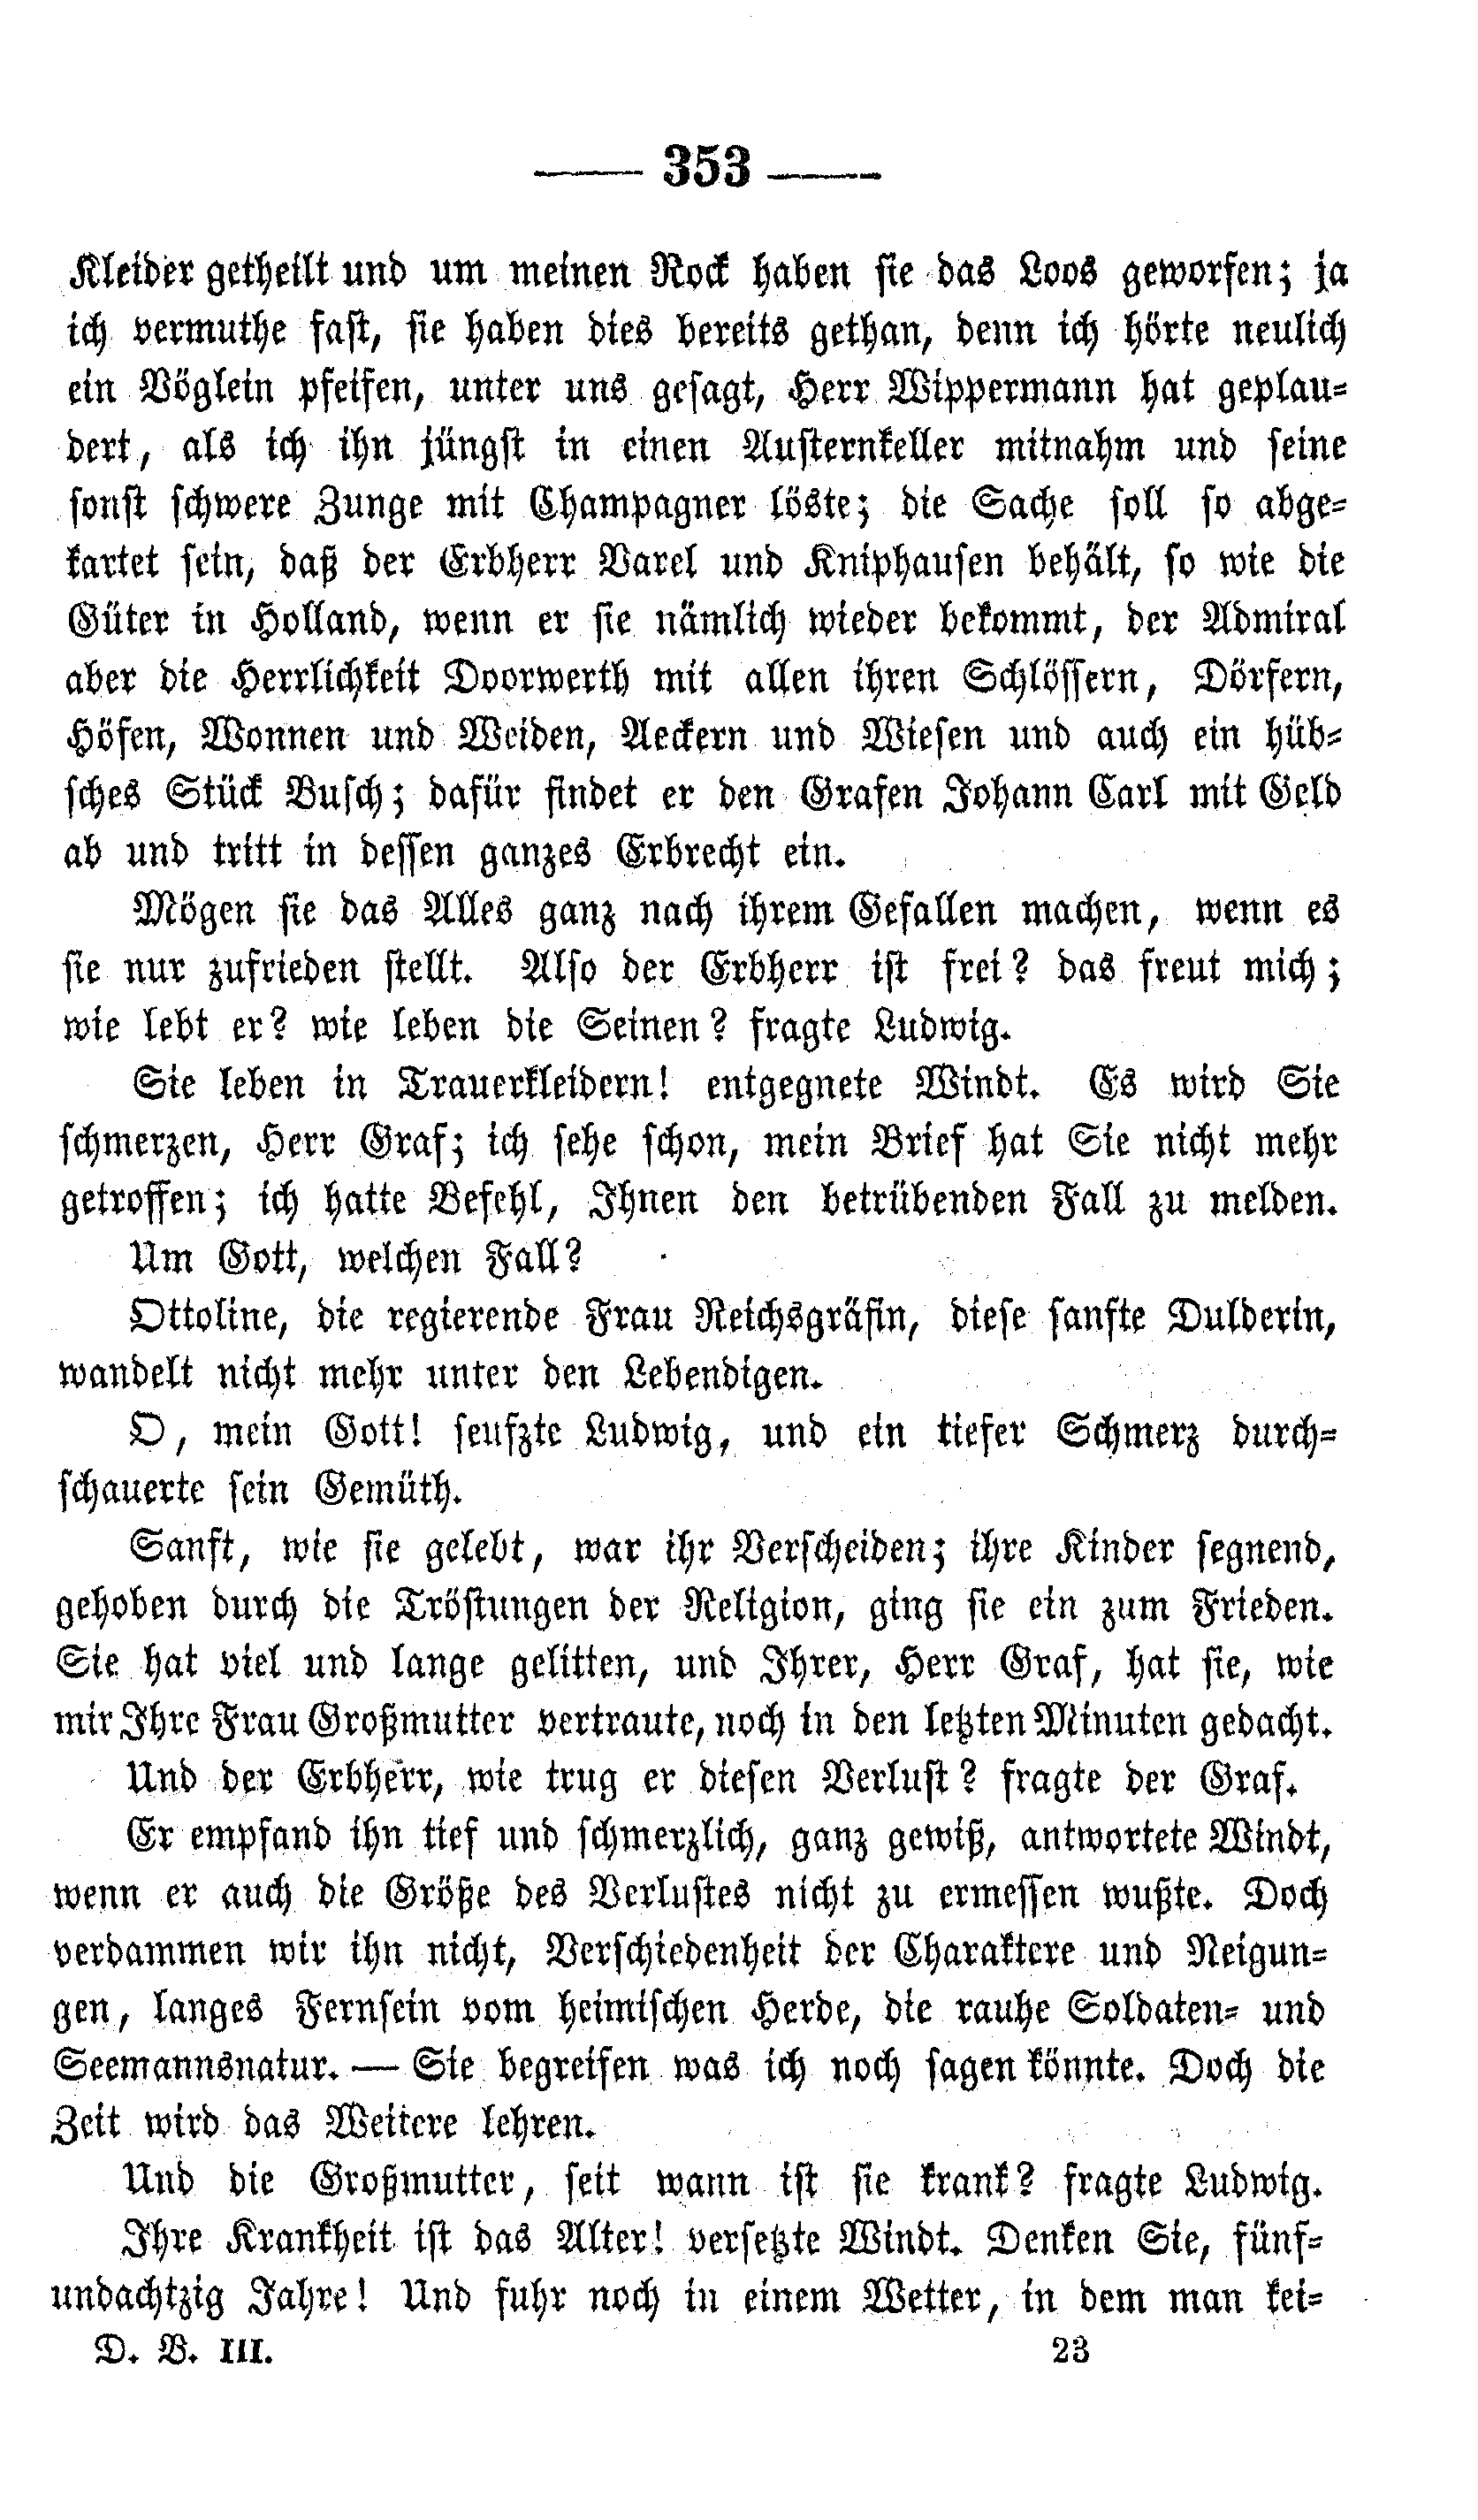 — 353 —
Kleider getheilt und um meinen Rock haben sie das Loos geworfen; ja
ich vermuthe fast, sie haben dies bereits gethan, denn ich hörte neulich
ein Vöglein pfeifen, unter uns gesagt, Herr Wippermann hat geplau-
dert, als ich ihn jüngst in einen Austernkeller mitnahm und seine
sonst schwere Zunge mit Champagner löste; die Sache soll so abge-
kartet sein, daß der Erbherr Varel und Kniphausen behält, so wie die
Güter in Holland, wenn er sie nämlich wieder bekommt, der Admiral
aber die Herrlichkeit Doorwerth mit allen ihren Schlössern, Dörfern,
Höfen, Wonnen und Weiden, Aeckern und Wiesen und auch ein hüb-
sches Stück Busch; dafür findet er den Grafen Johann Carl mit Geld
ab und tritt in dessen ganzes Erbrecht ein.
Mögen sie das Alles ganz nach ihrem Gefallen machen, wenn es
sie nur zufrieden stellt. Also der Erbherr ist frei? das freut mich;
wie lebt er? wie leben die Seinen? fragte Ludwig.
Sie leben in Trauerkleidern! entgegnete Windt. Es wird Sie
schmerzen, Herr Graf; ich sehe schon, mein Brief hat Sie nicht mehr
getroffen; ich hatte Befehl, Ihnen den betrübenden Fall zu melden.
Um Gott, welchen Fall?
Ottoline, die regierende Frau Reichsgräfin, diese sanfte Dulderin,
wandelt nicht mehr unter den Lebendigen.
O, mein Gott! seufzte Ludwig, und ein tiefer Schmerz durch-
schauerte sein Gemüth.
Sanft, wie sie gelebt, war ihr Verscheiden; ihre Kinder segnend,
gehoben durch die Tröstungen der Religion, ging sie ein zum Frieden.
Sie hat viel und lange gelitten, und Ihrer, Herr Graf, hat sie, wie
mir Ihre Frau Großmutter vertraute, noch in den letzten Minuten gedacht.
Und der Erbherr, wie trug er diesen Verlust? fragte der Graf.
Er empfand ihn tief und schmerzlich, ganz gewiß, antwortete Windt,
wenn er auch die Größe des Verlustes nicht zu ermessen wußte. Doch
verdammen wir ihn nicht, Verschiedenheit der Charaktere und Neigun-
gen, langes Fernsein vom heimischen Herde, die rauhe Soldaten- und
Seemannsnatur. — Sie begreifen was ich noch sagen könnte. Doch die
Zeit wird das Weitere lehren.
Und die Großmutter, seit wann ist sie krank? fragte Ludwig.
Ihre Krankheit ist das Alter! versetzte Windt. Denken Sie, fünf-
undachtzig Jahre! Und fuhr noch in einem Wetter, in dem man kei-
D. B. III. 23